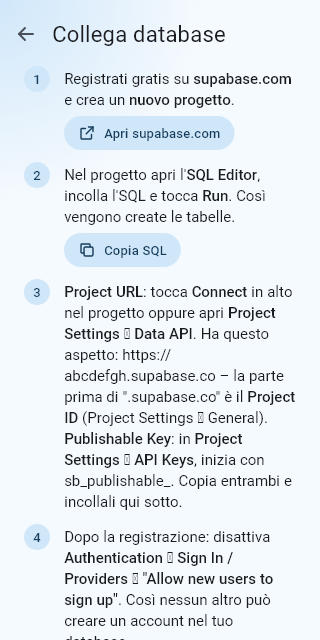 Collega database
1 Registrati gratis su supabase.com
e crea un nuovo progetto.
Apri supabase.com
2 Nel progetto apri l'SQL Editor,
incolla l'SQL e tocca Run. Così
vengono create le tabelle.
Copia SQL
3 Project URL: tocca Connect in alto
nel progetto oppure apri Project
Settings ▯ Data API. Ha questo
aspetto: https://
abcdefgh.supabase.co – la parte
prima di ".supabase.co" è il Project
ID (Project Settings ▯ General).
Publishable Key: in Project
Settings ▯ API Keys, inizia con
sb_publishable_. Copia entrambi e
incollali qui sotto.
4 Dopo la registrazione: disattiva
Authentication ▯ Sign In /
Providers ▯ "Allow new users to
sign up". Così nessun altro può
creare un account nel tuo
database.